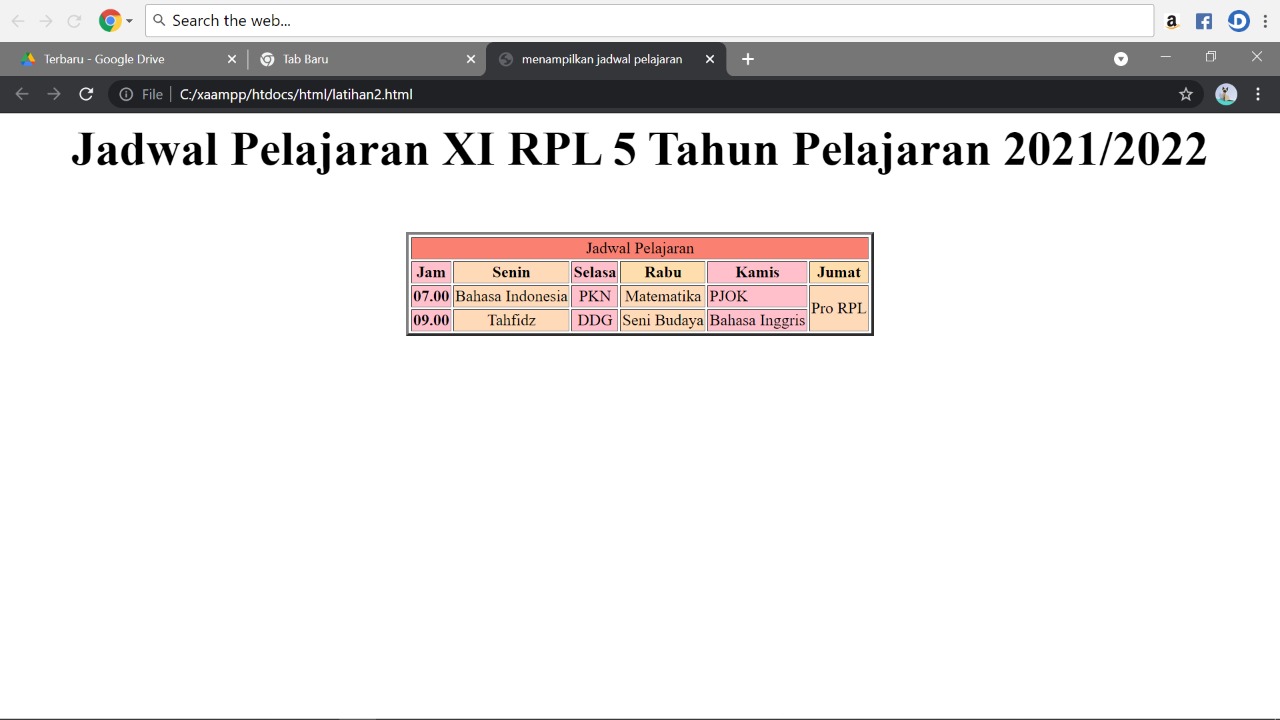 Search the web...
Terbaru - Google Drive
Tab Baru
menampilkan jadwal pelajaran
File
C:/xaampp/htdocs/html/latihan2.html
Jadwal Pelajaran XI RPL 5 Tahun Pelajaran 2021/2022
Jadwal Pelajaran
Jam Senin Selasa Rabu Kamis Jumat
07.00 Bahasa Indonesia PKN Matematika PJOK Pro RPL
09.00 Tahfidz DDG Seni Budaya Bahasa Inggris